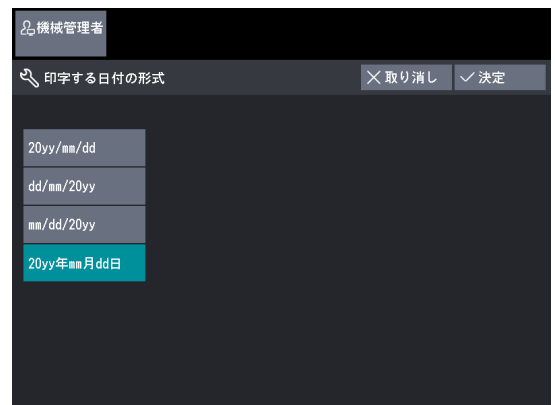 機械管理者
印字する日付の形式
取り消し
決定
20yy/mm/dd
dd/mm/20yy
mm/dd/20yy
20yy年mm月dd日